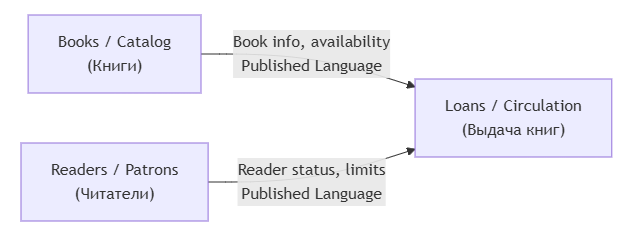 Books / Catalog
(Книги)
Book info, availability
Published Language
Loans / Circulation
(Выдача книг)
Readers / Patrons
(Читатели)
Reader status, limits
Published Language